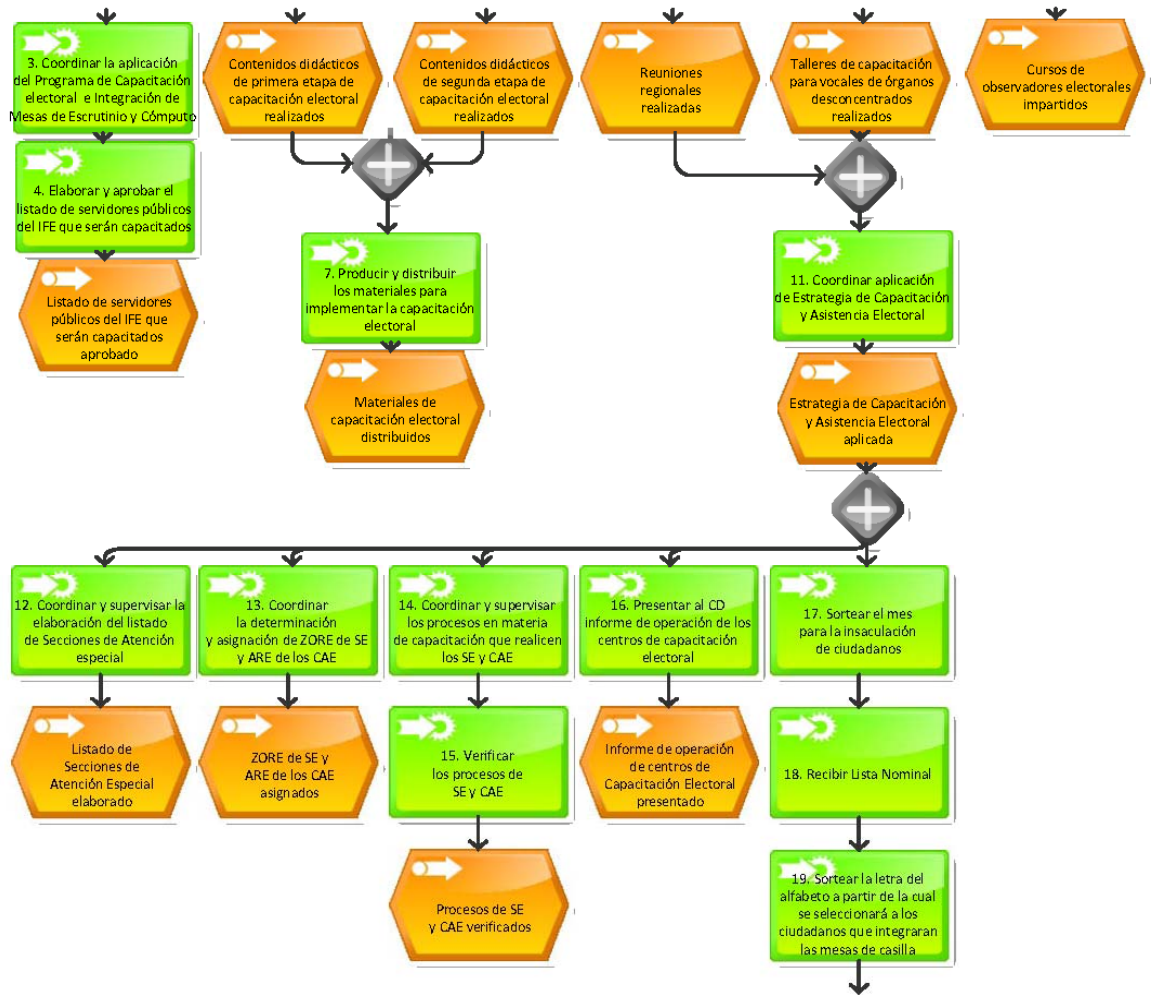 3. Coordinar la aplicación
del Programa de Capacitación
electoral e Integración de
Mesas de Escrutinio y Cómputo
Contenidos didácticos
de primera etapa de
capacitación electoral
realizados
Contenidos didácticos
de segunda etapa de
capacitación electoral
realizados
Reuniones
regionales
realizadas
Talleres de capacitación
para vocales de órganos
desconcentrados
realizados
Cursos de
observadores electorales
impartidos
4. Elaborar y aprobar el
listado de servidores públicos
del IFE que serán capacitados
Listado de servidores
públicos del IFE que
serán capacitados
aprobado
7. Producir y distribuir
los materiales para
implementar la capacitación
electoral
11. Coordinar aplicación
de Estrategia de Capacitación
y Asistencia Electoral
Materiales de
capacitación electoral
distribuidos
Estrategia de Capacitación
y Asistencia Electoral
aplicada
12. Coordinar y supervisar la
elaboración del listado
de Secciones de Atención
especial
13. Coordinar
la determinación
y asignación de ZORE de SE
y ARE de los CAE
14. Coordinar y supervisar
los procesos en materia
de capacitación que realicen
los SE y CAE
16. Presentar al CD
informe de operación de los
centros de capacitación
electoral
17. Sortear el mes
para la insaculación
de ciudadanos
Listado de
Secciones de
Atención Especial
elaborado
ZORE de SE y
ARE de los CAE
asignados
15. Verificar
los procesos de
SE y CAE
Informe de operación
de centros de
Capacitación Electoral
presentado
18. Recibir Lista Nominal
Procesos de SE
y CAE verificados
19. Sortear la letra del
alfabeto a partir de la cual
se seleccionará a los
ciudadanos que integraran
las mesas de casilla